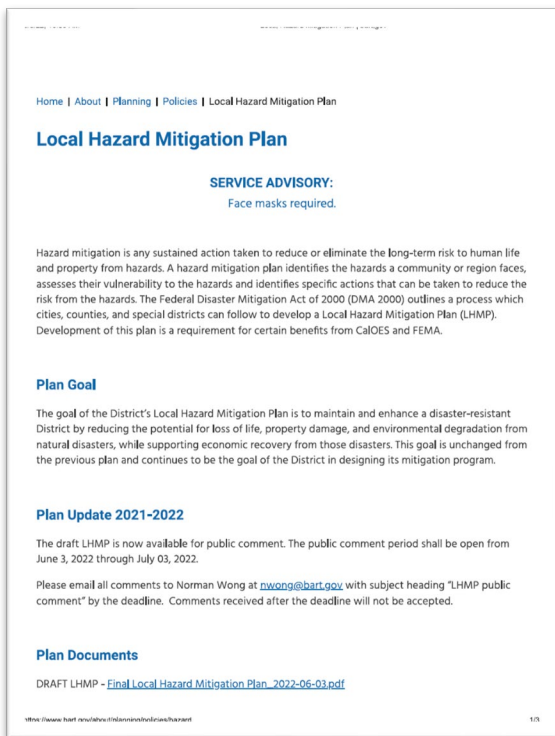 Home | About | Planning | Policies | Local Hazard Mitigation Plan
Local Hazard Mitigation Plan
SERVICE ADVISORY:
Face masks required.
Hazard mitigation is any sustained action taken to reduce or eliminate the long-term risk to human life
and property from hazards. A hazard mitigation plan identifies the hazards a community or region faces,
assesses their vulnerability to the hazards and identifies specific actions that can be taken to reduce the
risk from the hazards. The Federal Disaster Mitigation Act of 2000 (DMA 2000) outlines a process which
cities, counties, and special districts can follow to develop a Local Hazard Mitigation Plan (LHMP).
Development of this plan is a requirement for certain benefits from CalOES and FEMA.
Plan Goal
The goal of the District's Local Hazard Mitigation Plan is to maintain and enhance a disaster-resistant
District by reducing the potential for loss of life, property damage, and environmental degradation from
natural disasters, while supporting economic recovery from those disasters. This goal is unchanged from
the previous plan and continues to be the goal of the District in designing its mitigation program.
Plan Update 2021-2022
The draft LHMP is now available for public comment. The public comment period shall be open from
June 3, 2022 through July 03, 2022.
Please email all comments to Norman Wong at nwong@bart.gov with subject heading "LHMP public
comment" by the deadline. Comments received after the deadline will not be accepted.
Plan Documents
DRAFT LHMP - Final Local Hazard Mitigation Plan_2022-06-03.pdf
https://www.bart.gov/about/planning/policies/hazard 1/3